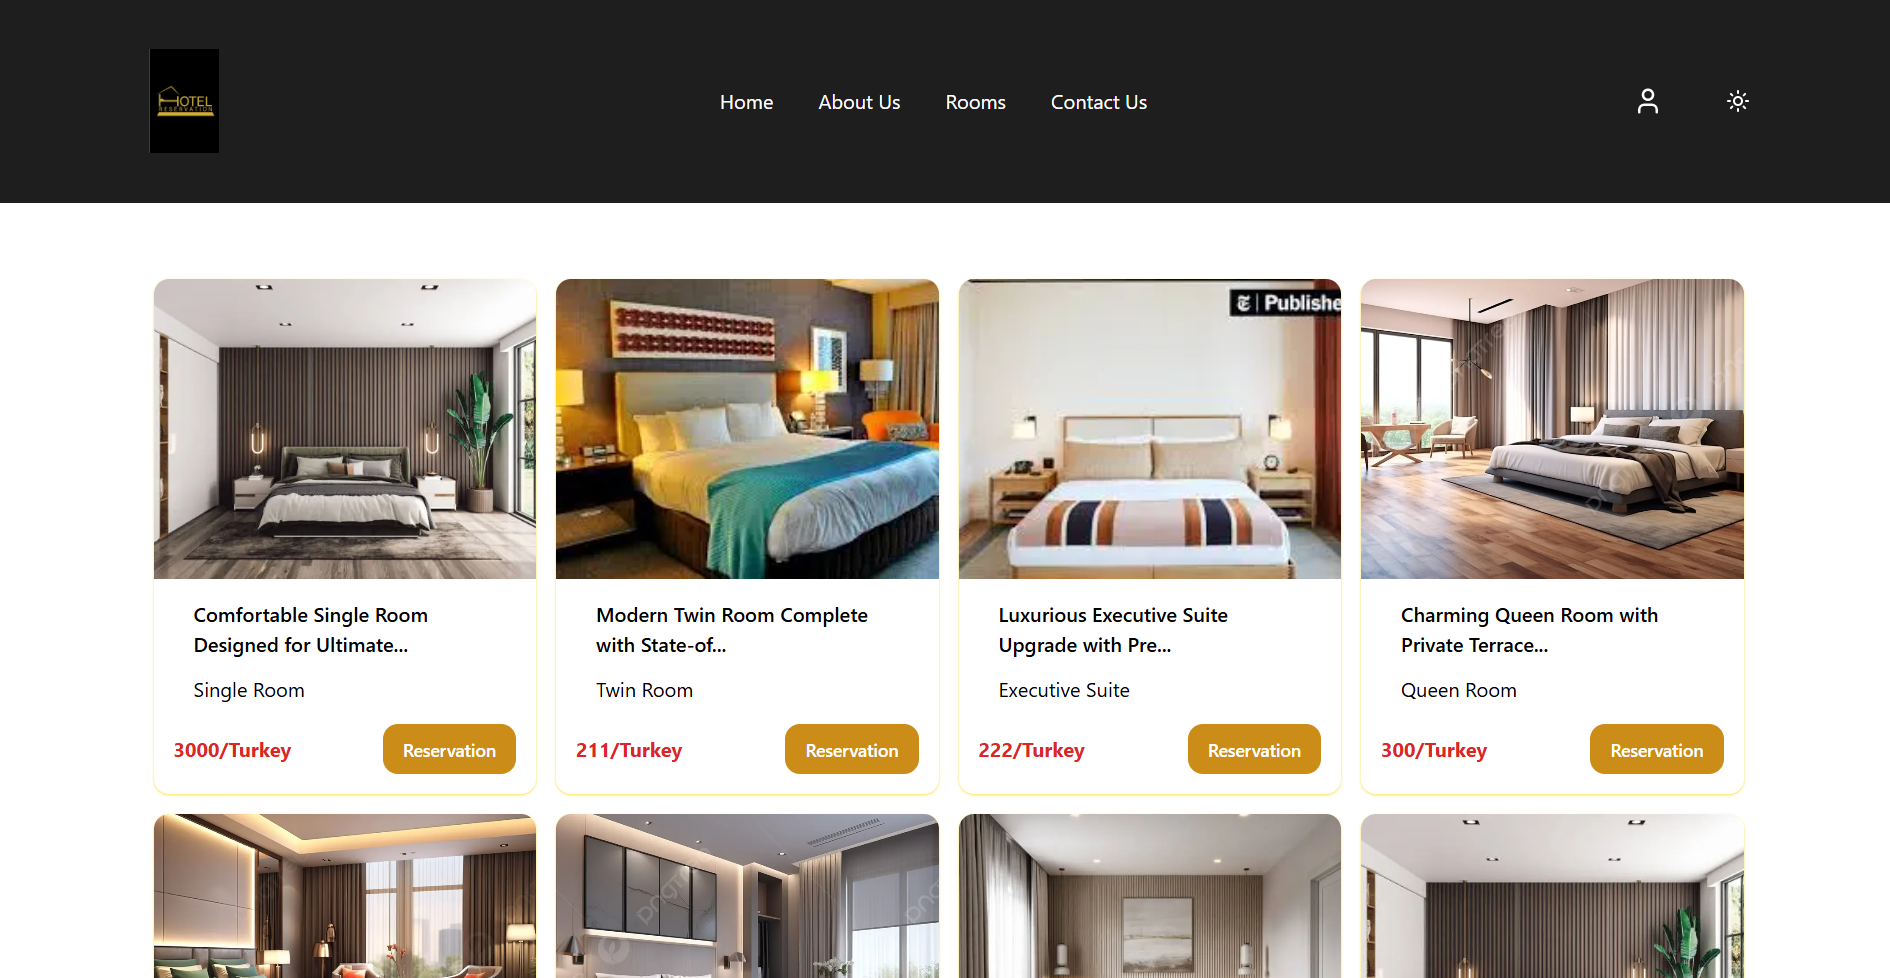 HOTEL
RESERVATION
Home
About Us
Rooms
Contact Us
Publishe
Comfortable Single Room
Designed for Ultimate...
Single Room
3000/Turkey
Reservation
Modern Twin Room Complete
with State-of...
Twin Room
211/Turkey
Reservation
Luxurious Executive Suite
Upgrade with Pre...
Executive Suite
222/Turkey
Reservation
Charming Queen Room with
Private Terrace...
Queen Room
300/Turkey
Reservation